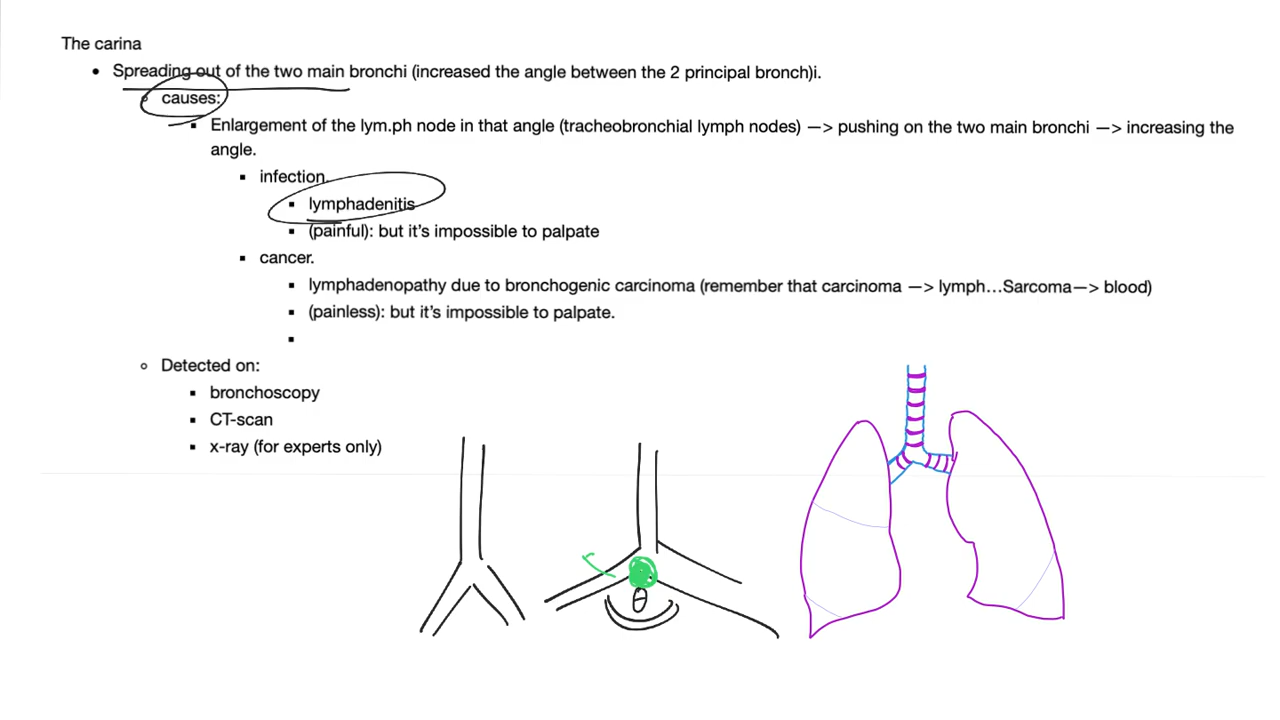 The carina
• Spreading out of the two main bronchi (increased the angle between the 2 principal bronch)i.
causes:
▪ Enlargement of the lym.ph node in that angle (tracheobronchial lymph nodes) —> pushing on the two main bronchi —> increasing the
angle.
▪ infection.
▪ lymphadenitis
▪ (painful): but it's impossible to palpate
▪ cancer.
▪ lymphadenopathy due to bronchogenic carcinoma (remember that carcinoma —> lymph...Sarcoma—> blood)
▪ (painless): but it's impossible to palpate.
▪
◦ Detected on:
▪ bronchoscopy
▪ CT-scan
▪ x-ray (for experts only)
θ